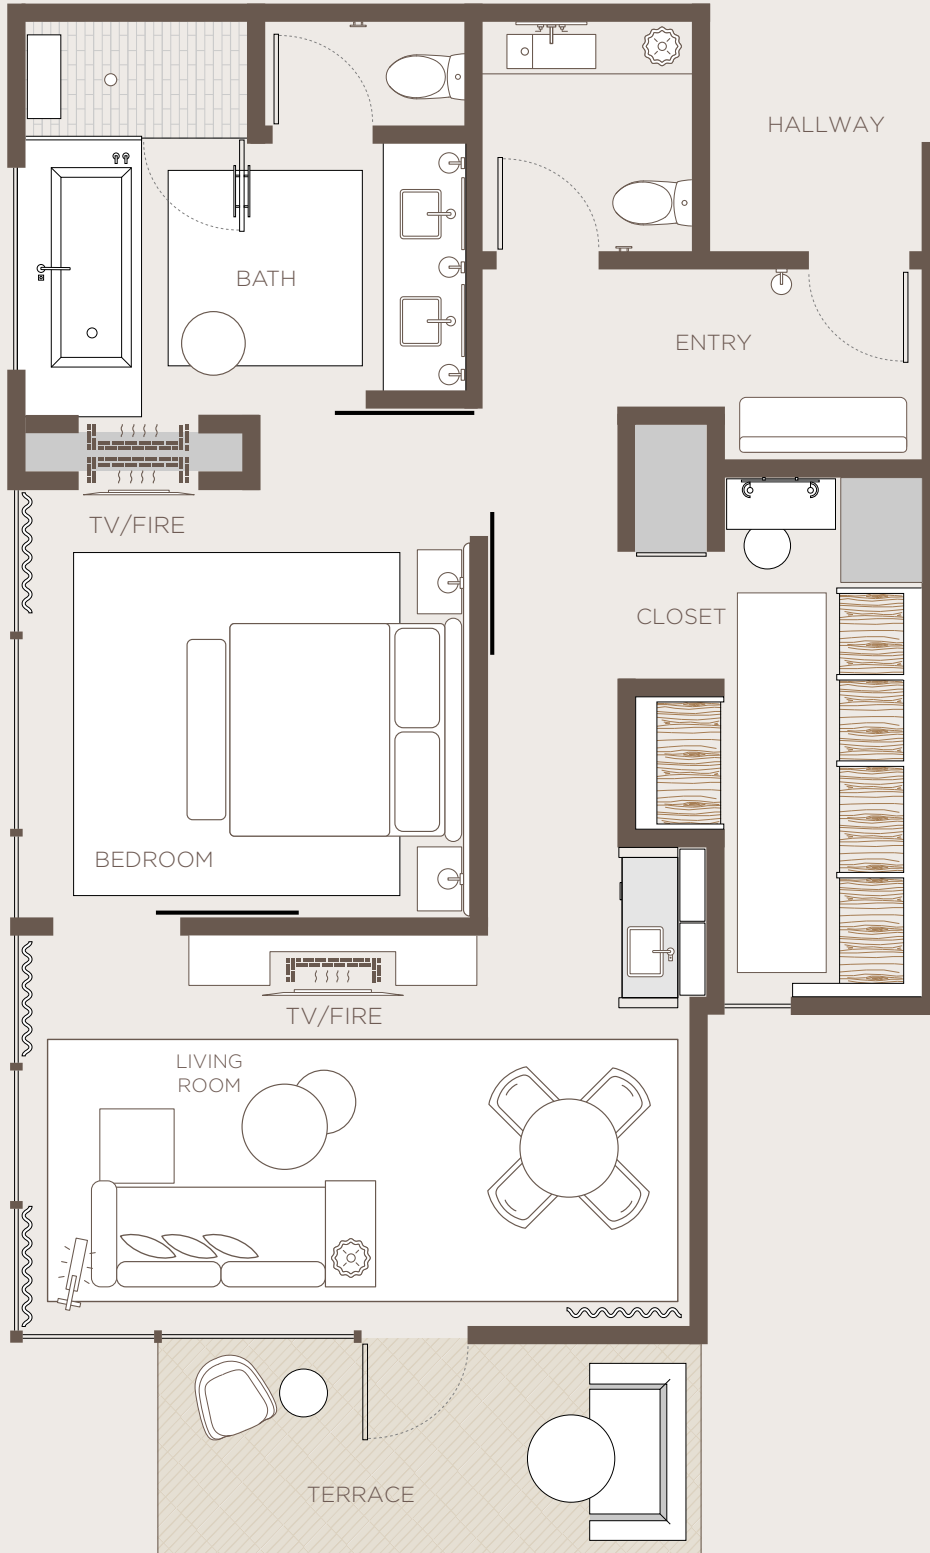 HALLWAY
BATH
ENTRY
TV/FIRE
CLOSET
BEDROOM
TV/FIRE
LIVING
ROOM
TERRACE